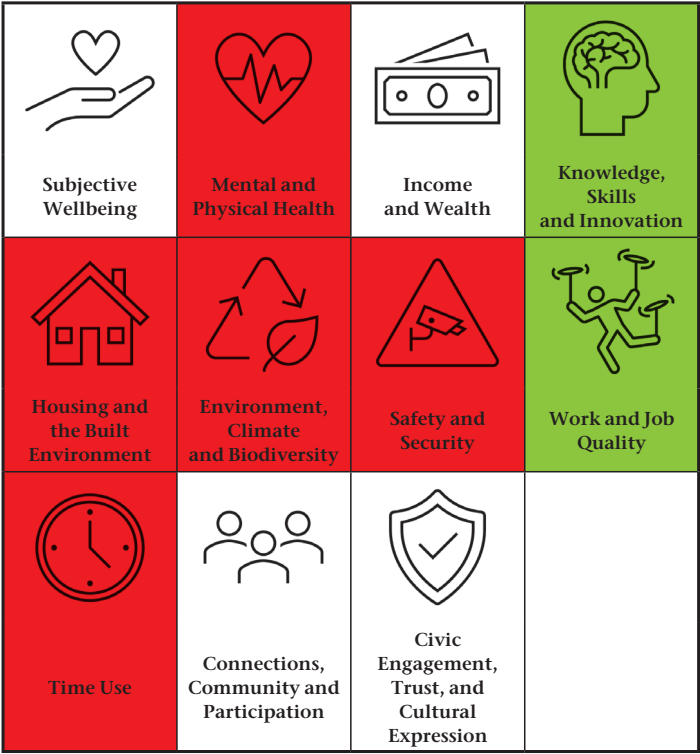 Subjective
Wellbeing
Mental and
Physical Health
Income
and Wealth
Knowledge,
Skills
and Innovation
Housing and
the Built
Environment
Environment,
Climate
and Biodiversity
Safety and
Security
Work and Job
Quality
Time Use
Connections,
Community and
Participation
Civic
Engagement,
Trust, and
Cultural
Expression